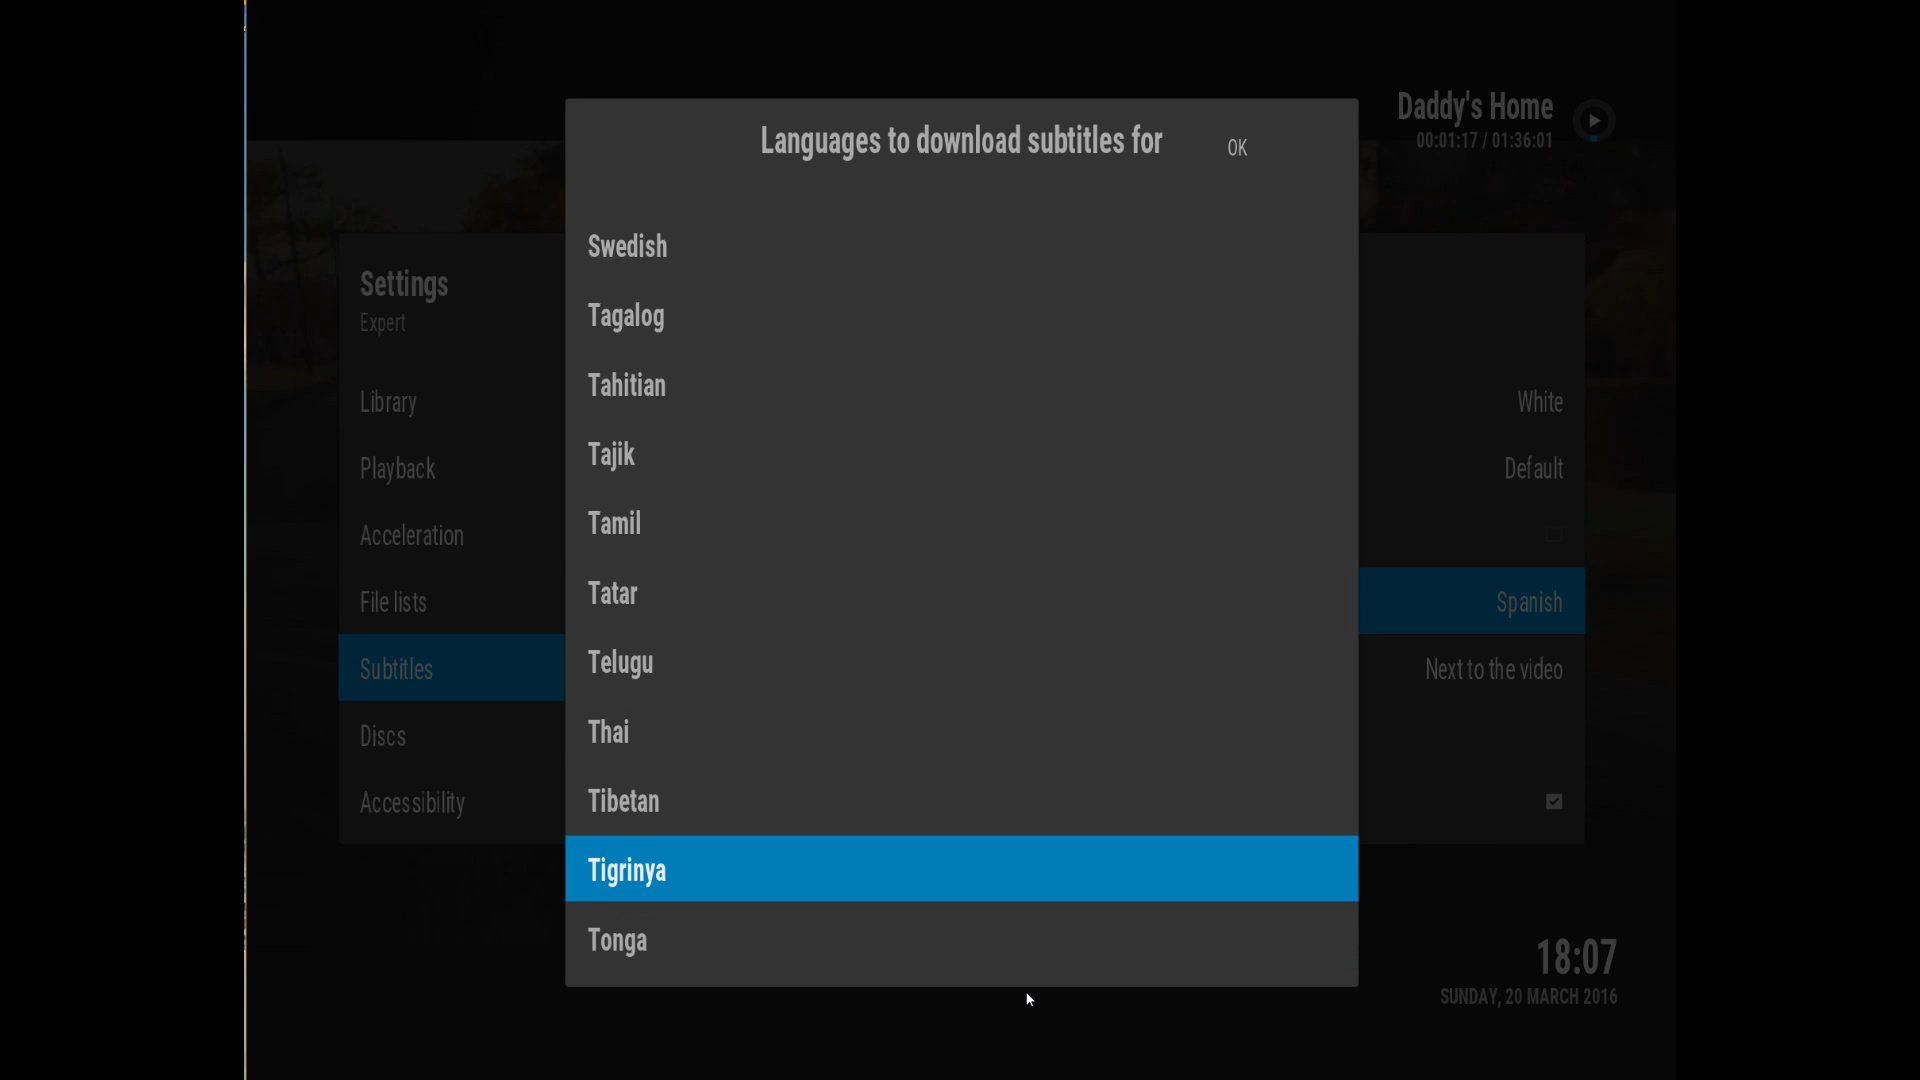 Daddy's Home
00:01:17 / 01:36:01
Languages to download subtitles for
OK
Swedish
Tagalog
Tahitian
Tajik
Tamil
Tatar
Telugu
Thai
Tibetan
Tigrinya
Tonga
Settings
Expert
Library
Playback
Acceleration
File lists
Subtitles
Discs
Accessibility
White
Default
Spanish
Next to the video
18:07
SUNDAY, 20 MARCH 2016